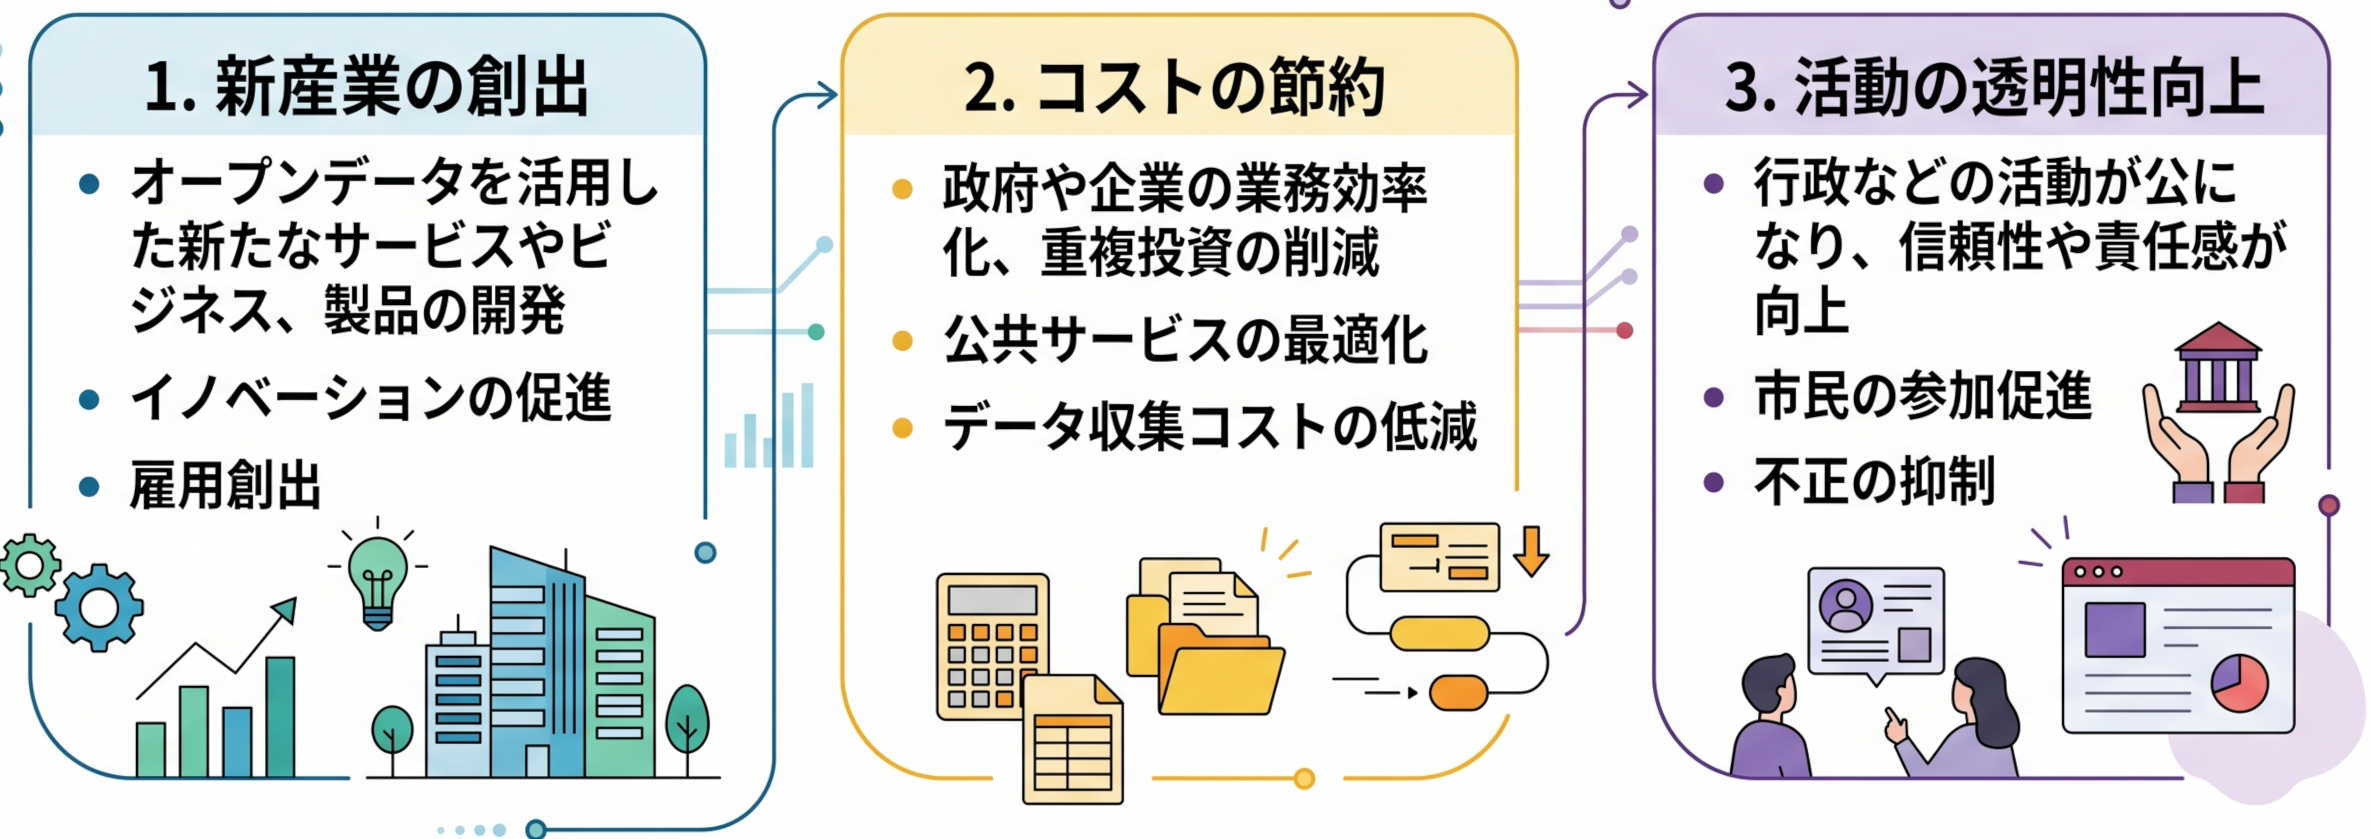 1. 新産業の創出
オープンデータを活用し
た新たなサービスやビ
ジネス、製品の開発
イノベーションの促進
雇用創出
2. コストの節約
政府や企業の業務効率
化、重複投資の削減
公共サービスの最適化
データ収集コストの低減
3. 活動の透明性向上
行政などの活動が公に
なり、信頼性や責任感が
向上
市民の参加促進
不正の抑制